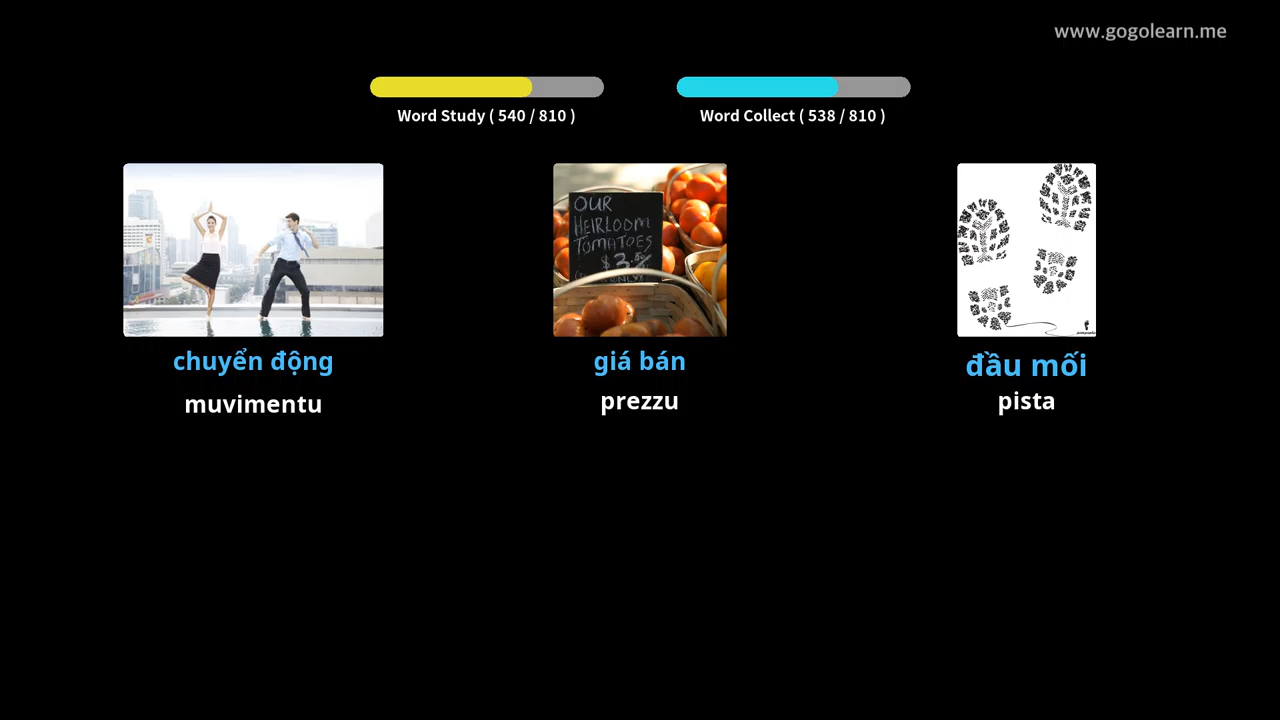 www.gogolearn.me
Word Study ( 540 / 810 )
Word Collect ( 538 / 810 )
OUR
HEIRLOOM
TOMATOES
chuyển động
giá bán
đầu mối
muvimentu
prezzu
pista